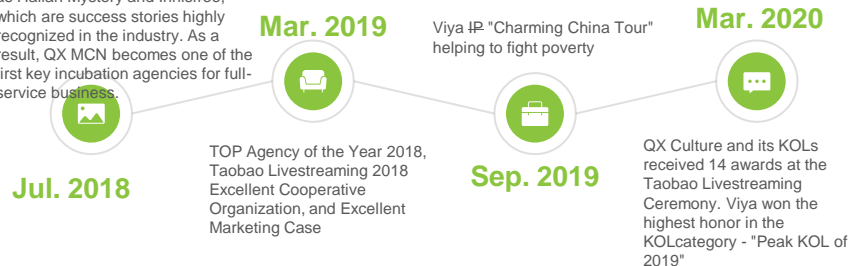 which are success stories highly
recognized in the industry. As a
result, QX MCN becomes one of the
first key incubation agencies for full-
service business.
Jul. 2018
Mar. 2019
TOP Agency of the Year 2018,
Taobao Livestreaming 2018
Excellent Cooperative
Organization, and Excellent
Marketing Case
Viya IP "Charming China Tour"
helping to fight poverty
Sep. 2019
Mar. 2020
QX Culture and its KOLs
received 14 awards at the
Taobao Livestreaming
Ceremony. Viya won the
highest honor in the
KOLcategory - "Peak KOL of
2019"